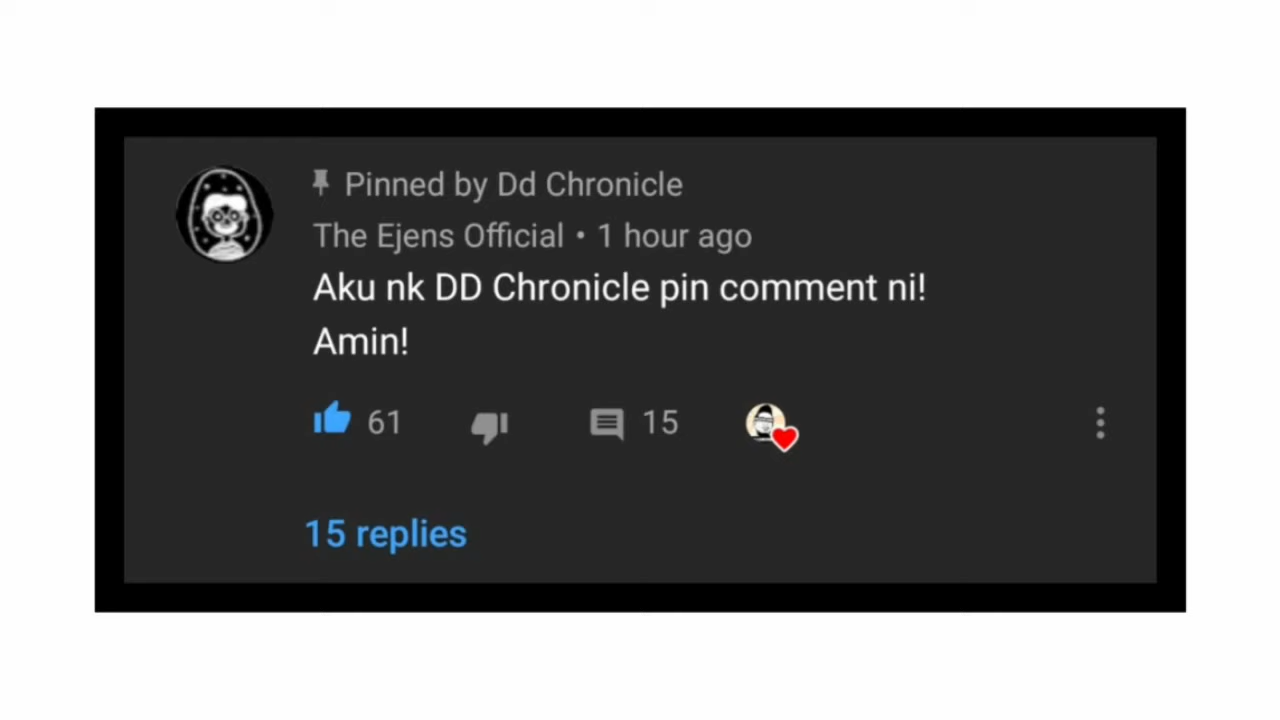 Pinned by Dd Chronicle
The Ejens Official • 1 hour ago
Aku nk DD Chronicle pin comment ni!
Amin!
61 15
15 replies